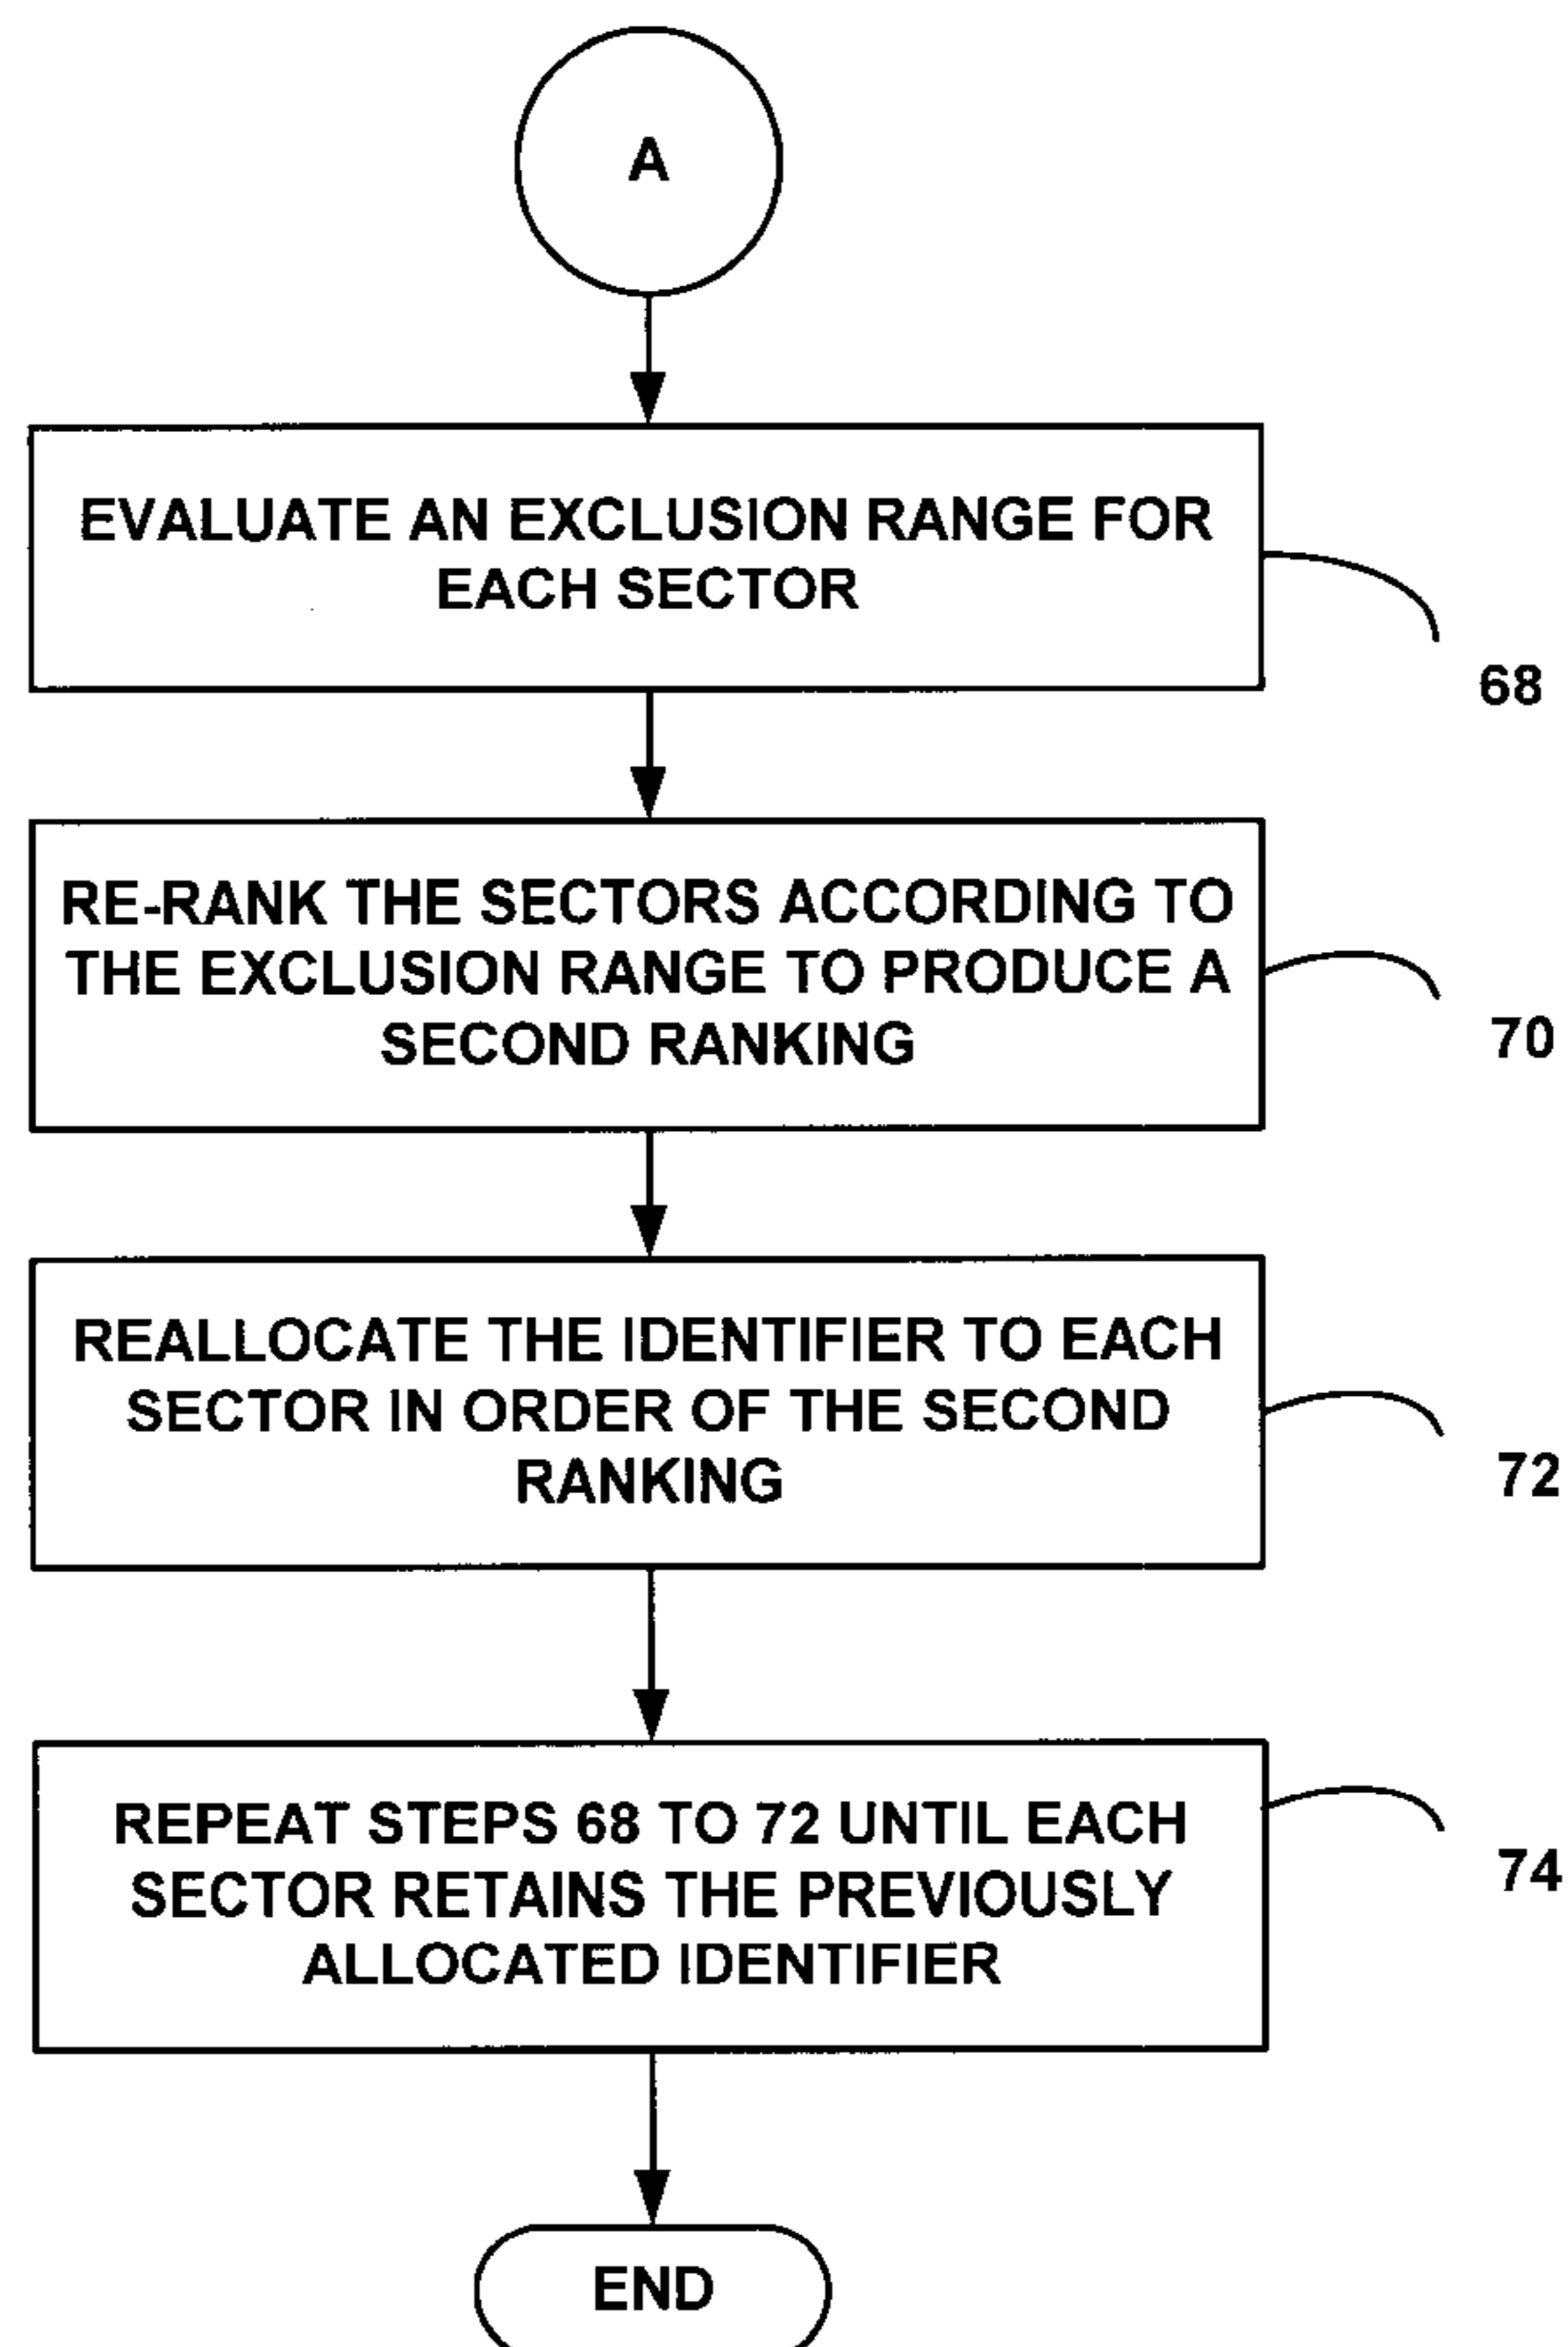 A
EVALUATE AN EXCLUSION RANGE FOR
EACH SECTOR
68
RE-RANK THE SECTORS ACCORDING TO
THE EXCLUSION RANGE TO PRODUCE A
SECOND RANKING
70
REALLOCATE THE IDENTIFIER TO EACH
SECTOR IN ORDER OF THE SECOND
RANKING
72
REPEAT STEPS 68 TO 72 UNTIL EACH
SECTOR RETAINS THE PREVIOUSLY
ALLOCATED IDENTIFIER
74
END